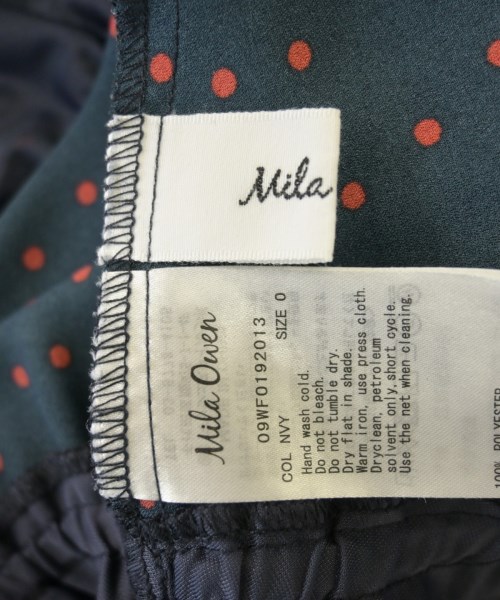 Mila
Mila Owen
09WF0192013
COL NVY SIZE 0
Hand wash cold.
Do not bleach.
Do not tumble dry.
Dry flat in shade.
Warm iron, use press cloth.
Dryclean, petroleum
solvent only, short cycle.
Use the net when cleaning.
100% POLYESTER